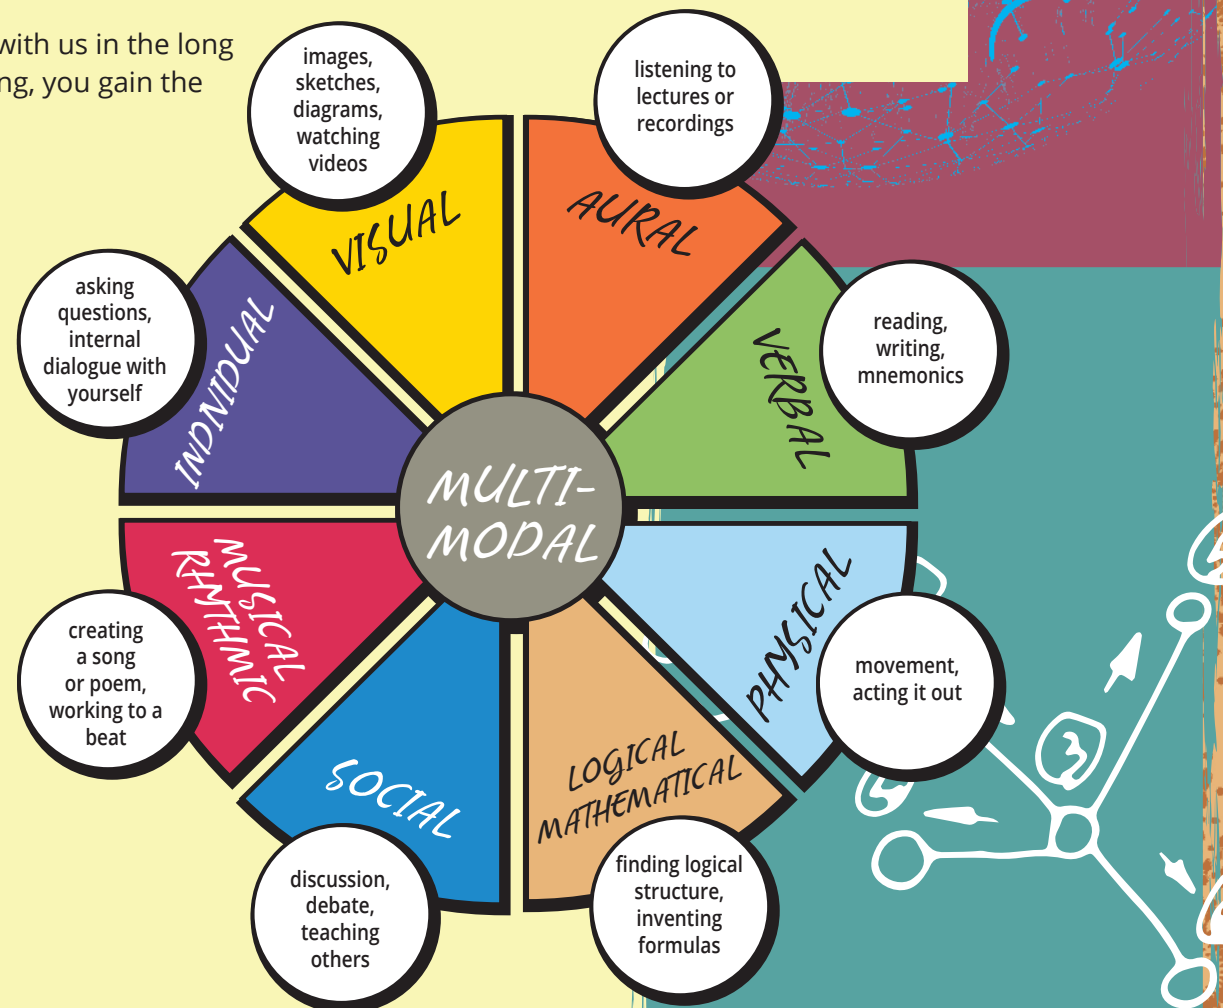 with us in the long
ng, you gain the
images,
sketches,
diagrams,
watching
videos
VISUAL
listening to
lectures or
recordings
AURAL
reading,
writing,
mnemonics
VERBAL
movement,
acting it out
PHYSICAL
finding logical
structure,
inventing
formulas
LOGICAL
MATHEMATICAL
discussion,
debate,
teaching
others
SOCIAL
creating
a song
or poem,
working to a
beat
MUSICAL
RHYTHMIC
asking
questions,
internal
dialogue with
yourself
INDIVIDUAL
MULTI-
MODAL
3